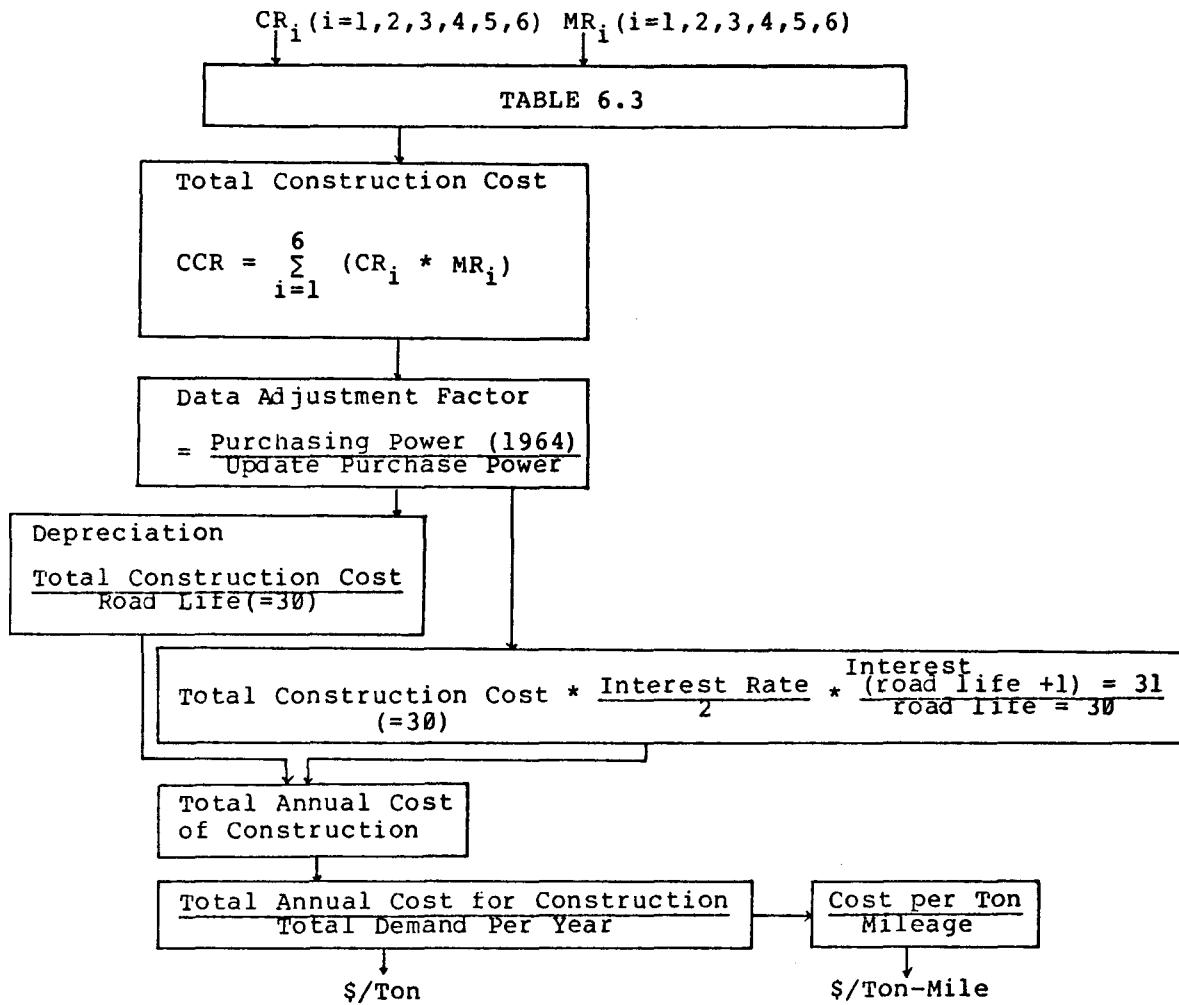 CR_i(i=1,2,3,4,5,6) MR_i(i=1,2,3,4,5,6)
TABLE 6.3
Total Construction Cost
6
CCR = Σ (CR_i * MR_i)
i=1
Data Adjustment Factor
= Purchasing Power (1964)
Update Purchase Power
Depreciation
Total Construction Cost
Road Life(=30)
Interest
Total Construction Cost * Interest Rate * (road life +1) = 31
(=30) 2 road life = 30
Total Annual Cost
of Construction
Total Annual Cost for Construction
Total Demand Per Year
Cost per Ton
Mileage
$/Ton
$/Ton-Mile